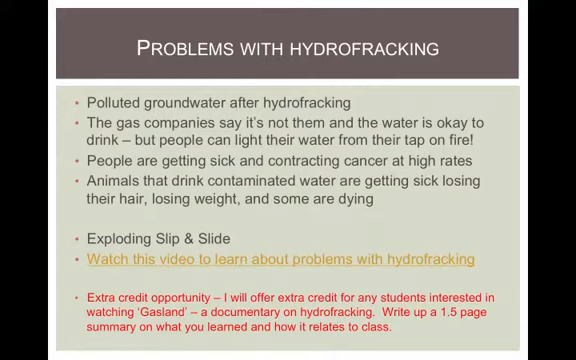 PROBLEMS WITH HYDROFRACKING
• Polluted groundwater after hydrofracking
• The gas companies say it's not them and the water is okay to
drink – but people can light their water from their tap on fire!
• People are getting sick and contracting cancer at high rates
• Animals that drink contaminated water are getting sick losing
their hair, losing weight, and some are dying
• Exploding Slip & Slide
• Watch this video to learn about problems with hydrofracking
• Extra credit opportunity – I will offer extra credit for any students interested in
watching 'Gasland' – a documentary on hydrofracking. Write up a 1.5 page
summary on what you learned and how it relates to class.